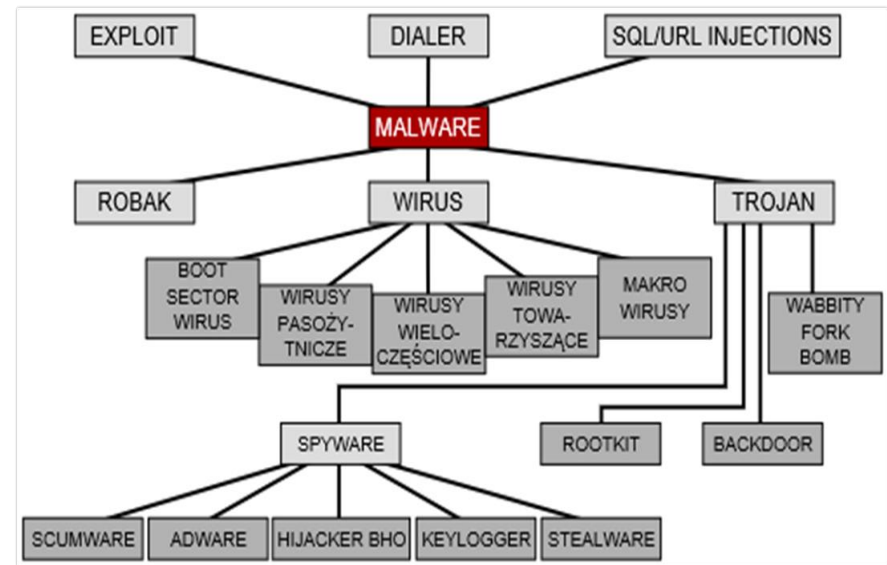 EXPLOIT
DIALER
SQL/URL INJECTIONS
MALWARE
ROBAK
WIRUS
TROJAN
BOOT
SECTOR
WIRUS
WIRUSY
PASOŻY-
TNICZE
WIRUSY
WIELO-
CZĘŚCIOWE
WIRUSY
TOWA-
RZYSZĄCE
MAKRO
WIRUSY
WABBITY
FORK
BOMB
SPYWARE
ROOTKIT
BACKDOOR
SCUMWARE
ADWARE
HIJACKER BHO
KEYLOGGER
STEALWARE